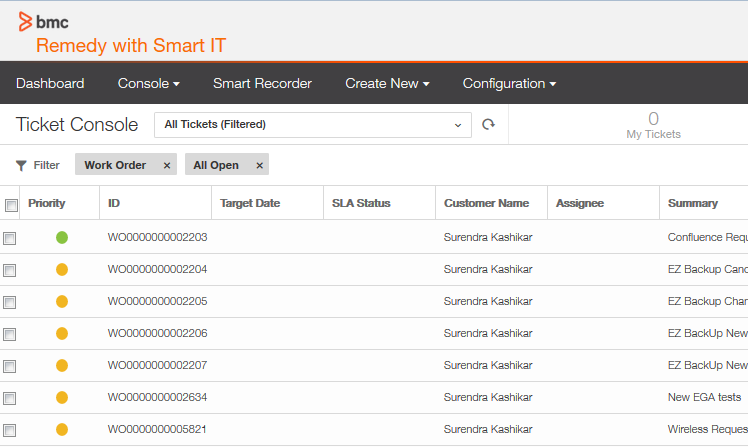 bmc
Remedy with Smart IT
Dashboard Console Smart Recorder Create New Configuration
Ticket Console All Tickets (Filtered) 0
My Tickets
Filter Work Order × All Open ×
Priority ID Target Date SLA Status Customer Name Assignee Summary
WO0000000002203 Surendra Kashikar Confluence Requ
WO0000000002204 Surendra Kashikar EZ Backup Canc
WO0000000002205 Surendra Kashikar EZ Backup Char
WO0000000002206 Surendra Kashikar EZ BackUp New
WO0000000002207 Surendra Kashikar EZ BackUp New
WO0000000002634 Surendra Kashikar New EGA tests
WO0000000005821 Surendra Kashikar Wireless Reques